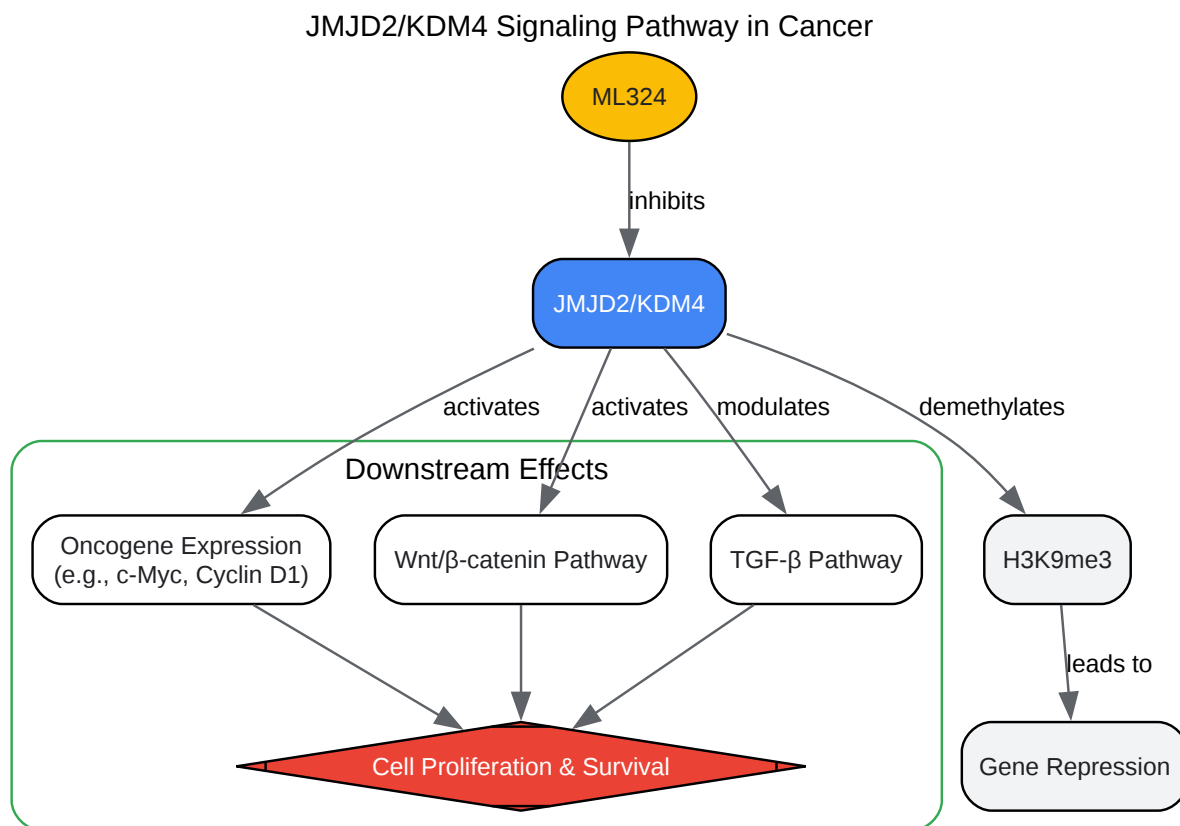 JMJD2/KDM4 Signaling Pathway in Cancer
ML324
inhibits
JMJD2/KDM4
activates
activates
modulates
demethylates
Downstream Effects
Oncogene Expression
(e.g., c-Myc, Cyclin D1)
Wnt/β-catenin Pathway
TGF-β Pathway
H3K9me3
leads to
Cell Proliferation & Survival
Gene Repression